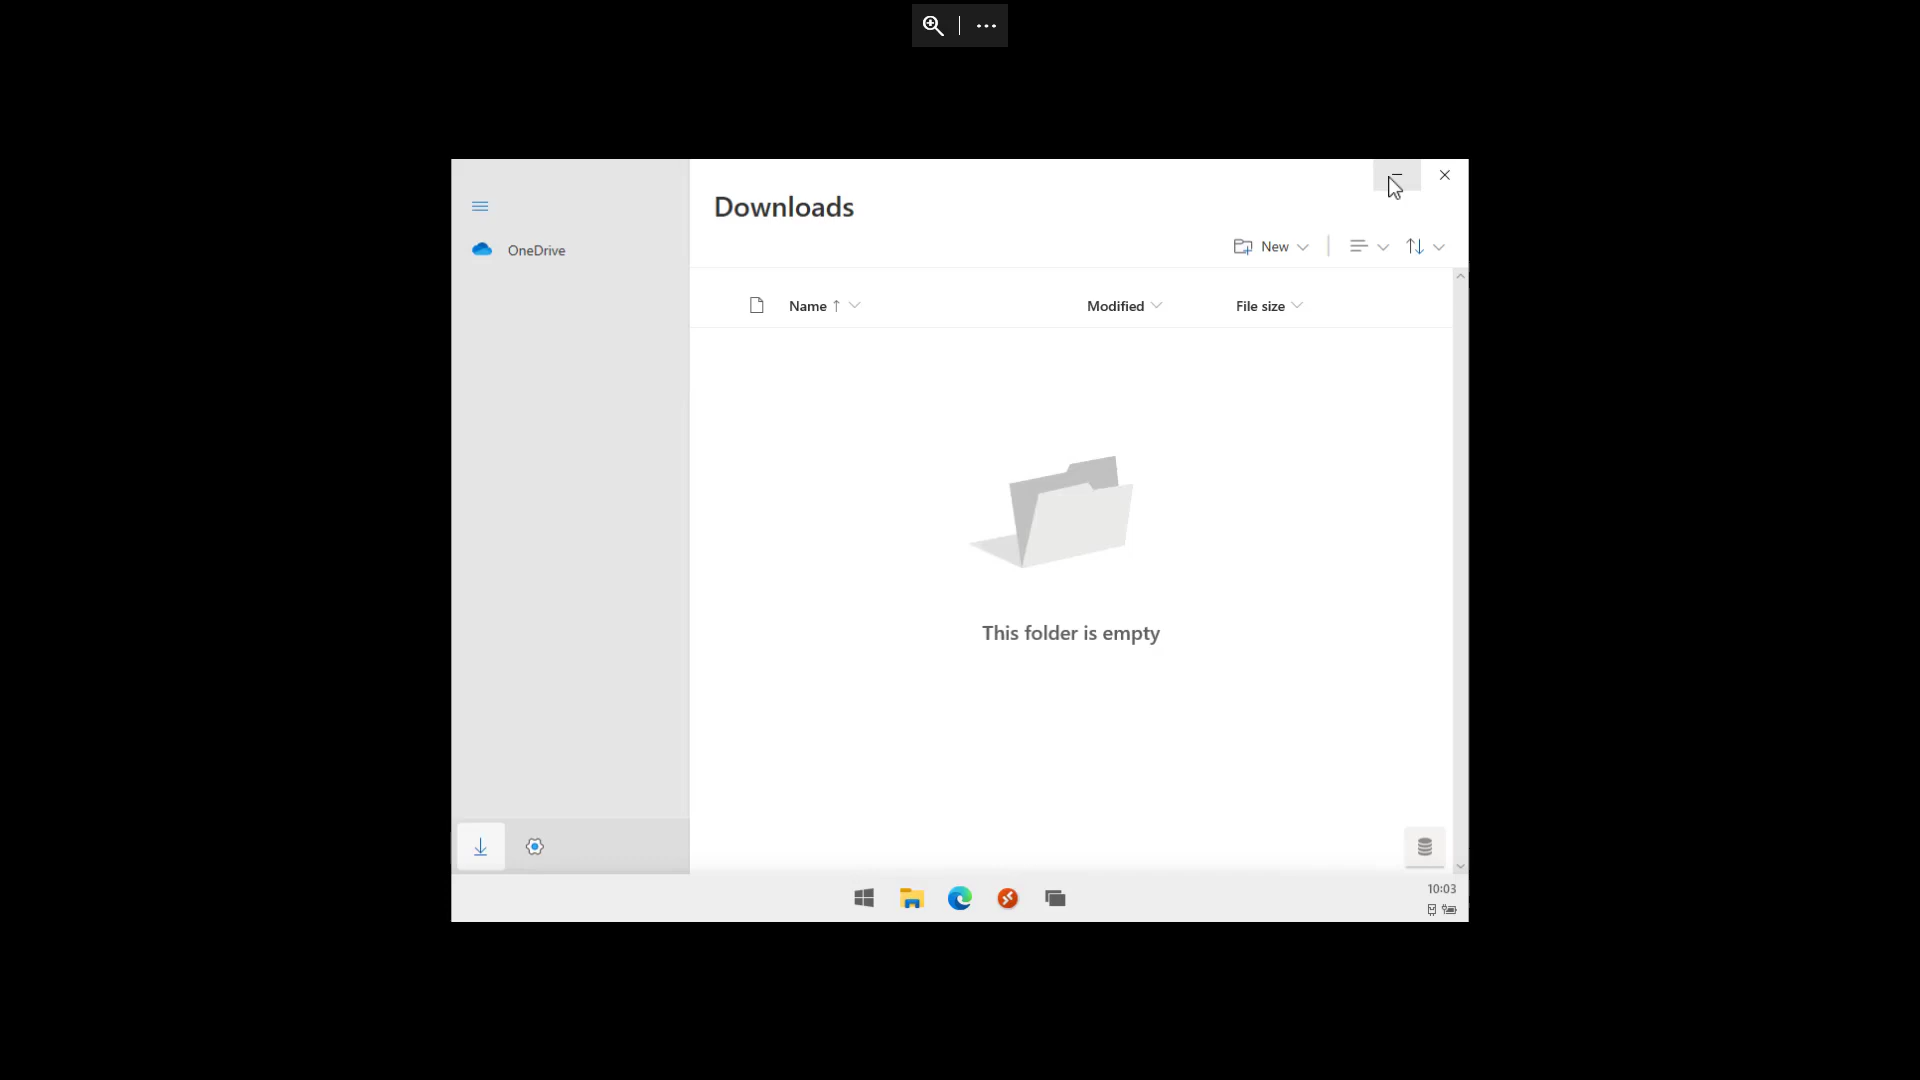 Downloads
OneDrive
New
Name ↑
Modified
File size
This folder is empty
10:03